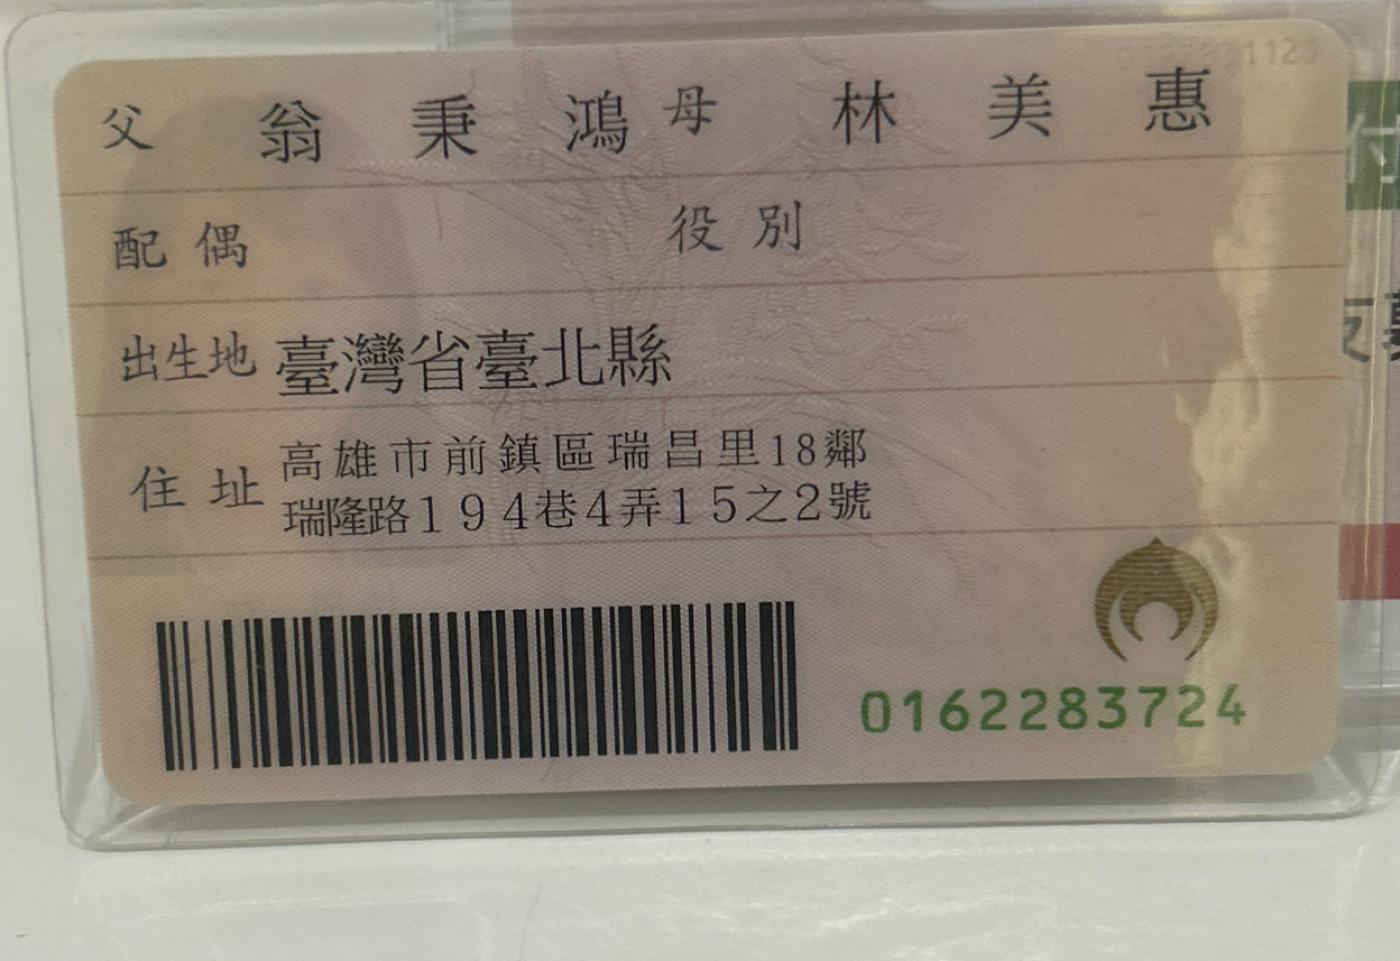 父 翁秉鴻 母 林美惠
配偶 役別
出生地 臺灣省臺北縣
住址 高雄市前鎮區瑞昌里18鄰
瑞隆路194巷4弄15之2號
0162283724